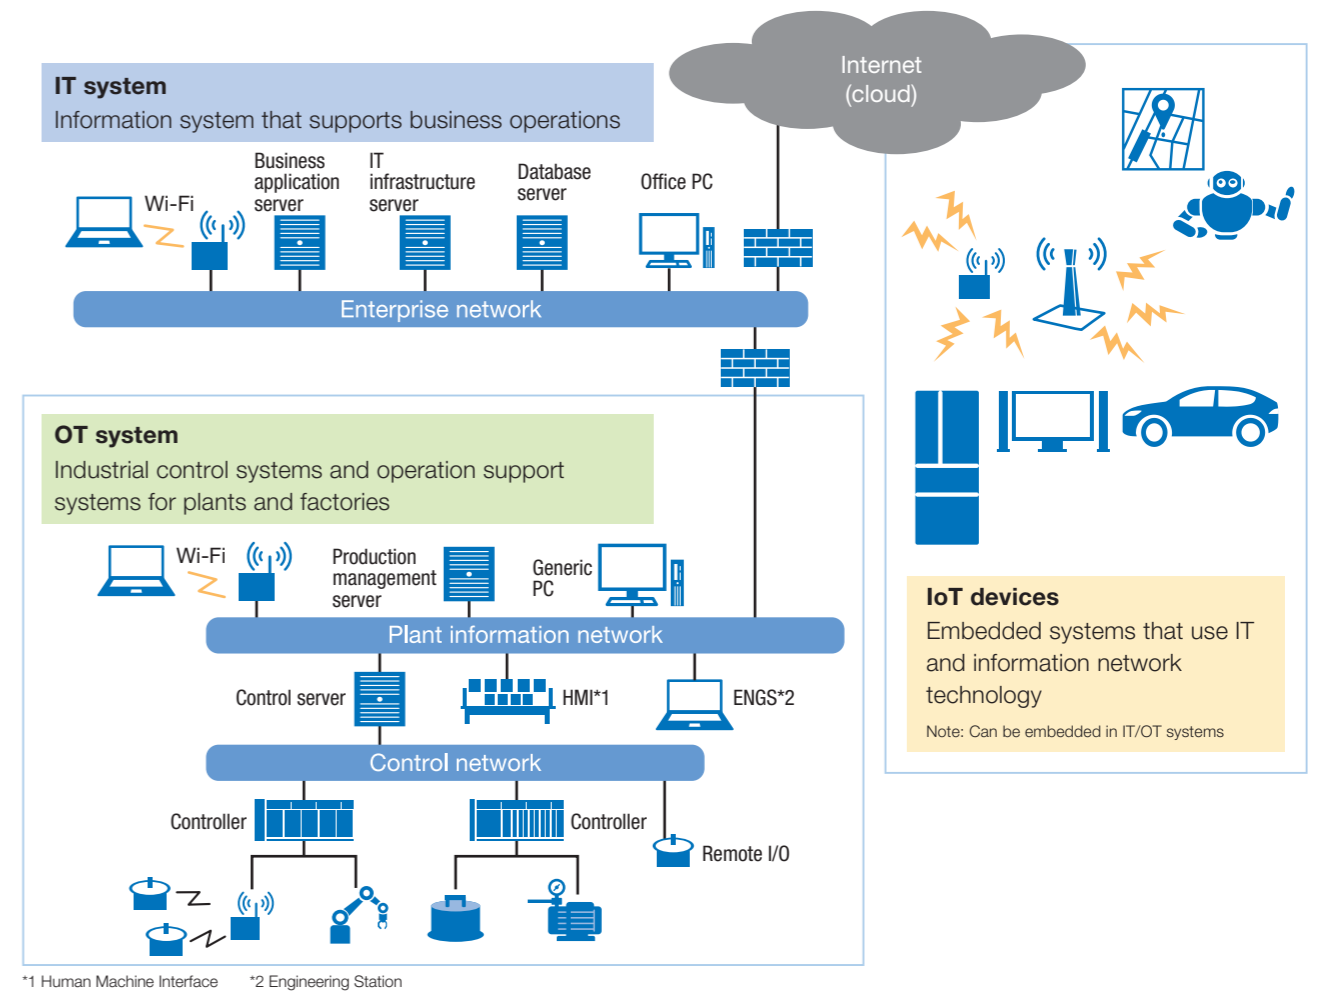 Internet
(cloud)
IT system
Information system that supports business operations
Wi-Fi
Business
application
server
IT
infrastructure
server
Database
server
Office PC
Enterprise network
OT system
Industrial control systems and operation support
systems for plants and factories
Wi-Fi
Production
management
server
Generic
PC
Plant information network
Control server
HMI*1
ENGS*2
Control network
Controller
Controller
Remote I/O
IoT devices
Embedded systems that use IT
and information network
technology
Note: Can be embedded in IT/OT systems
*1 Human Machine Interface
*2 Engineering Station